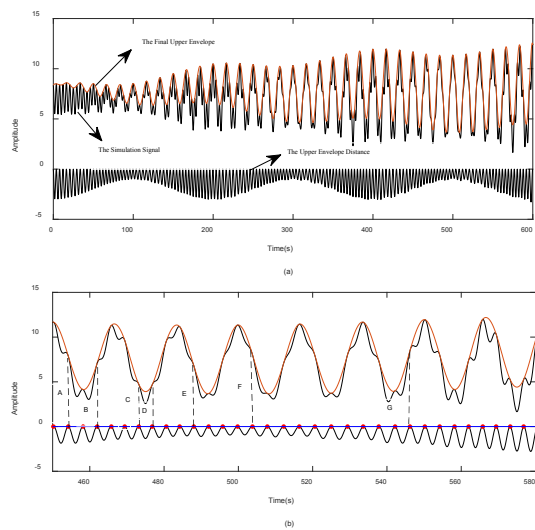 (a)
15
The Final Upper Envelope
10
Amplitude
5
The Simulation Signal
The Upper Envelope Distance
0
-5
0 100 200 300 400 500 600
Time(s)
(a)
15
10
Amplitude
5
A B C D E F G
0
-5
460 480 500 520 540 560 580
Time(s)
(b)